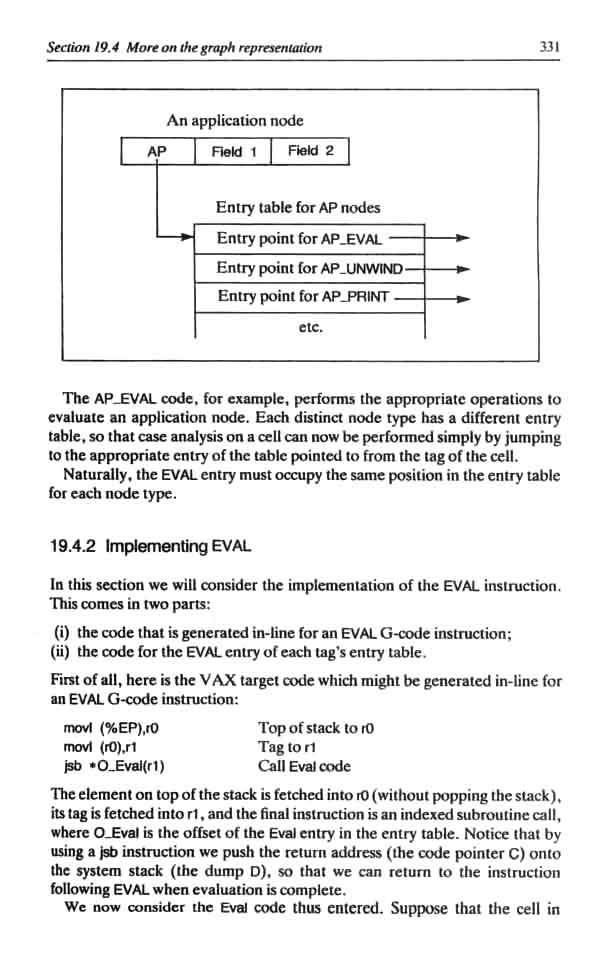 Section 19.4 More on the graph representation 331
An application node
AP Field 1 Field 2
Entry table for AP nodes
Entry point for AP_EVAL
Entry point for AP_UNWIND
Entry point for AP_PRINT
etc.
The AP_EVAL code, for example, performs the appropriate operations to
evaluate an application node. Each distinct node type has a different entry
table, so that case analysis on a cell can now be performed simply by jumping
to the appropriate entry of the table pointed to from the tag of the cell.
Naturally, the EVAL entry must occupy the same position in the entry table
for each node type.
19.4.2 Implementing EVAL
In this section we will consider the implementation of the EVAL instruction.
This comes in two parts:
(i) the code that is generated in-line for an EVAL G-code instruction;
(ii) the code for the EVAL entry of each tag's entry table.
First of all, here is the VAX target code which might be generated in-line for
an EVAL G-code instruction:
movl (%EP),r0 Top of stack to r0
movl (r0),r1 Tag to r1
jsb *O_Eval(r1) Call Eval code
The element on top of the stack is fetched into r0 (without popping the stack),
its tag is fetched into r1, and the final instruction is an indexed subroutine call,
where O_Eval is the offset of the Eval entry in the entry table. Notice that by
using a jsb instruction we push the return address (the code pointer C) onto
the system stack (the dump D), so that we can return to the instruction
following EVAL when evaluation is complete.
We now consider the Eval code thus entered. Suppose that the cell in